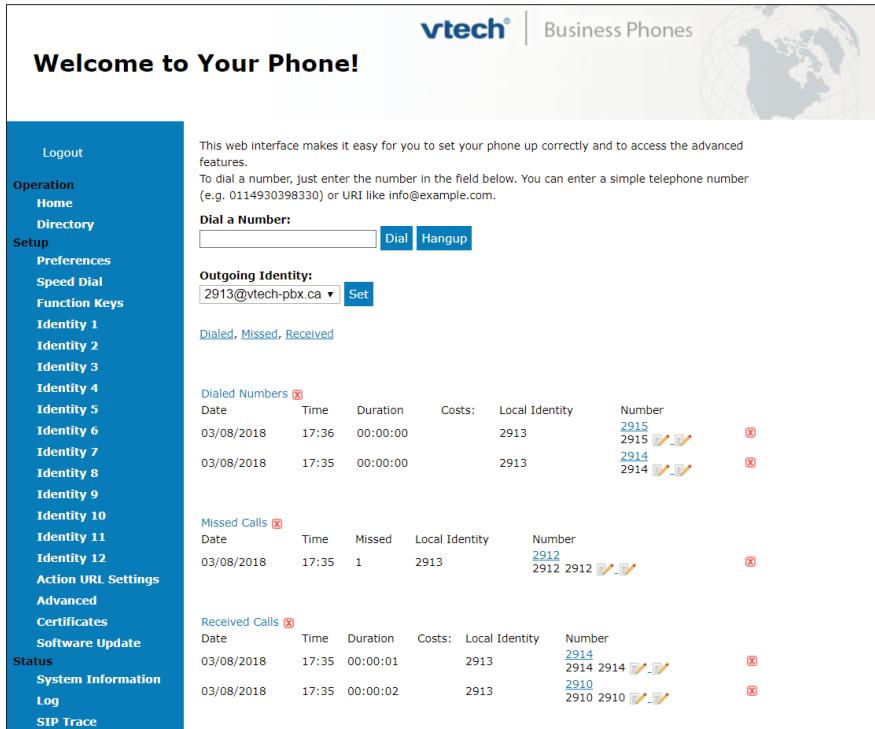 vtech® Business Phones
Welcome to Your Phone!
Logout
Operation
Home
Directory
Setup
Preferences
Speed Dial
Function Keys
Identity 1
Identity 2
Identity 3
Identity 4
Identity 5
Identity 6
Identity 7
Identity 8
Identity 9
Identity 10
Identity 11
Identity 12
Action URL Settings
Advanced
Certificates
Software Update
Status
System Information
Log
SIP Trace
This web interface makes it easy for you to set your phone up correctly and to access the advanced
features.
To dial a number, just enter the number in the field below. You can enter a simple telephone number
(e.g. 0114930398330) or URI like info@example.com.
Dial a Number:
Dial Hangup
Outgoing Identity:
2913@vtech-pbx.ca Set
Dialed, Missed, Received
Dialed Numbers
Date Time Duration Costs: Local Identity Number
2915
03/08/2018 17:36 00:00:00 2913 2915
2914
03/08/2018 17:35 00:00:00 2913 2914
Missed Calls
Date Time Missed Local Identity Number
2912
03/08/2018 17:35 1 2913 2912 2912
Received Calls
Date Time Duration Costs: Local Identity Number
2914
03/08/2018 17:35 00:00:01 2913 2914 2914
2910
03/08/2018 17:35 00:00:02 2913 2910 2910